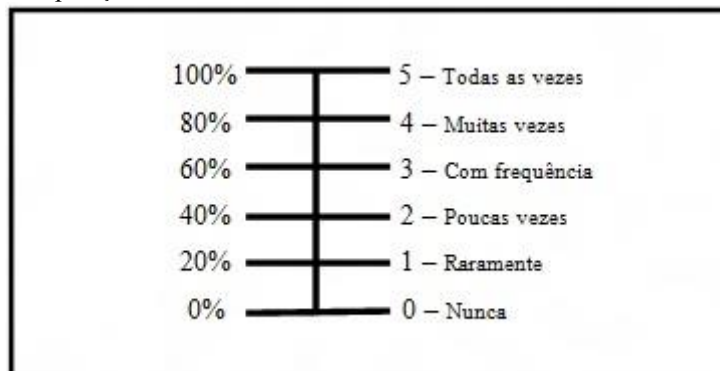 100% 5 – Todas as vezes
80% 4 – Muitas vezes
60% 3 – Com frequência
40% 2 – Poucas vezes
20% 1 – Raramente
0% 0 – Nunca